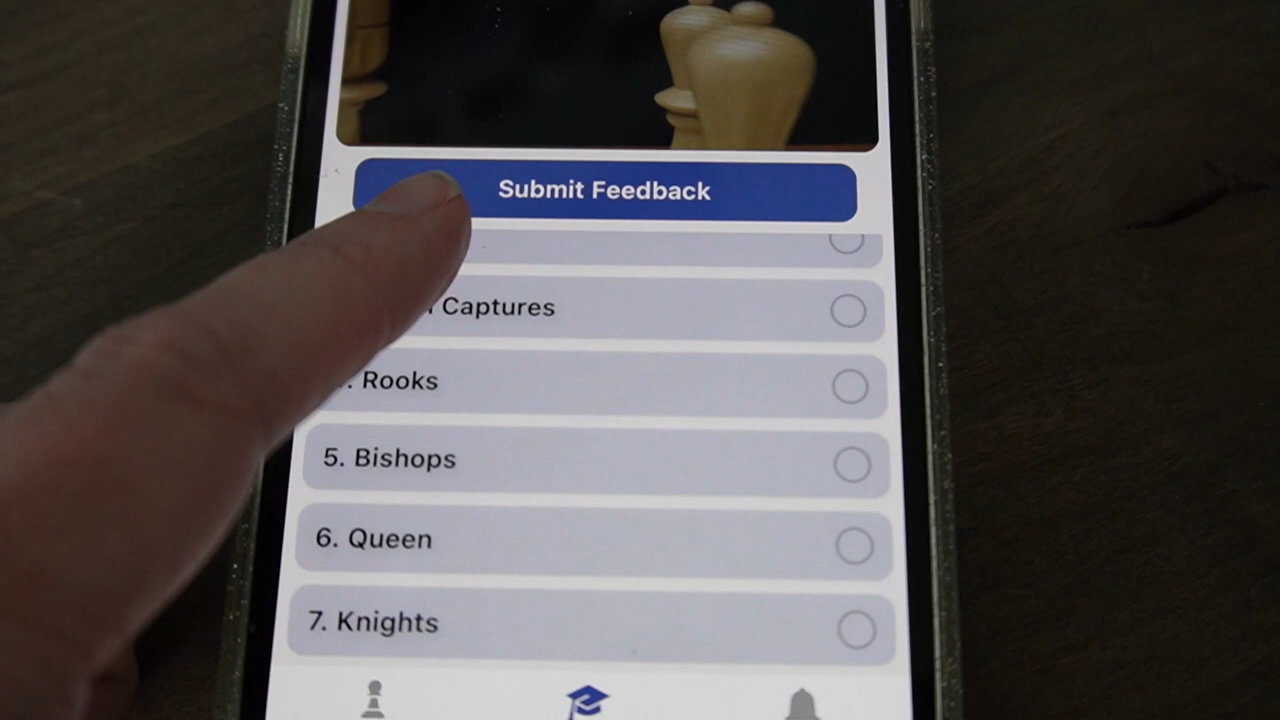 Submit Feedback
Captures
. Rooks
5. Bishops
6. Queen
7. Knights